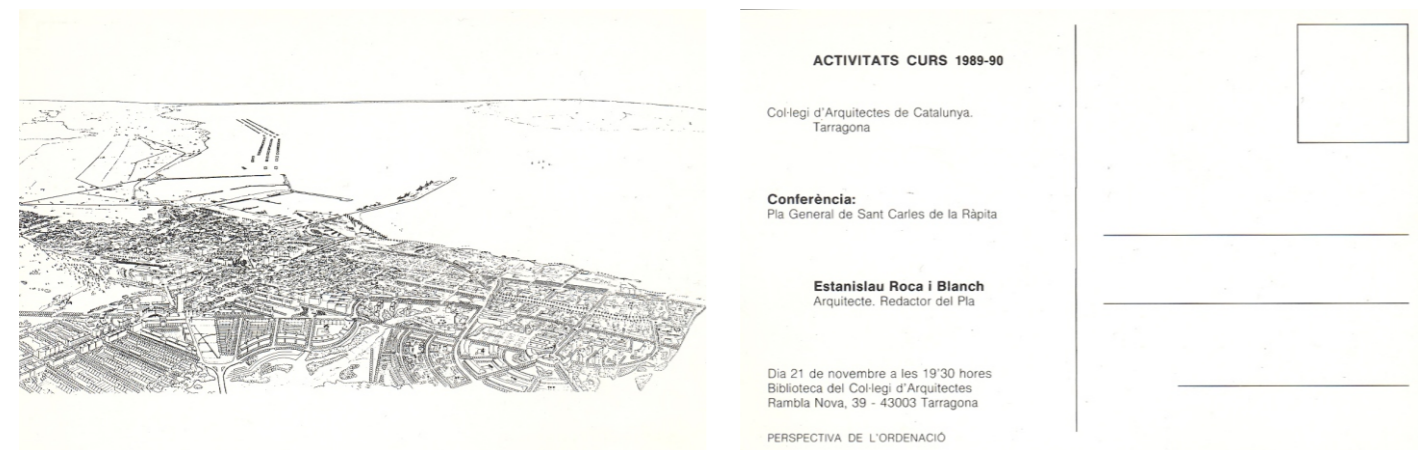 ACTIVITATS CURS 1989-90
Col·legi d'Arquitectes de Catalunya.
Tarragona
Conferència:
Pla General de Sant Carles de la Ràpita
Estanislau Roca i Blanch
Arquitecte. Redactor del Pla
Dia 21 de novembre a les 19'30 hores
Biblioteca del Col·legi d'Arquitectes
Rambla Nova, 39 - 43003 Tarragona
PERSPECTIVA DE L'ORDENACIÓ